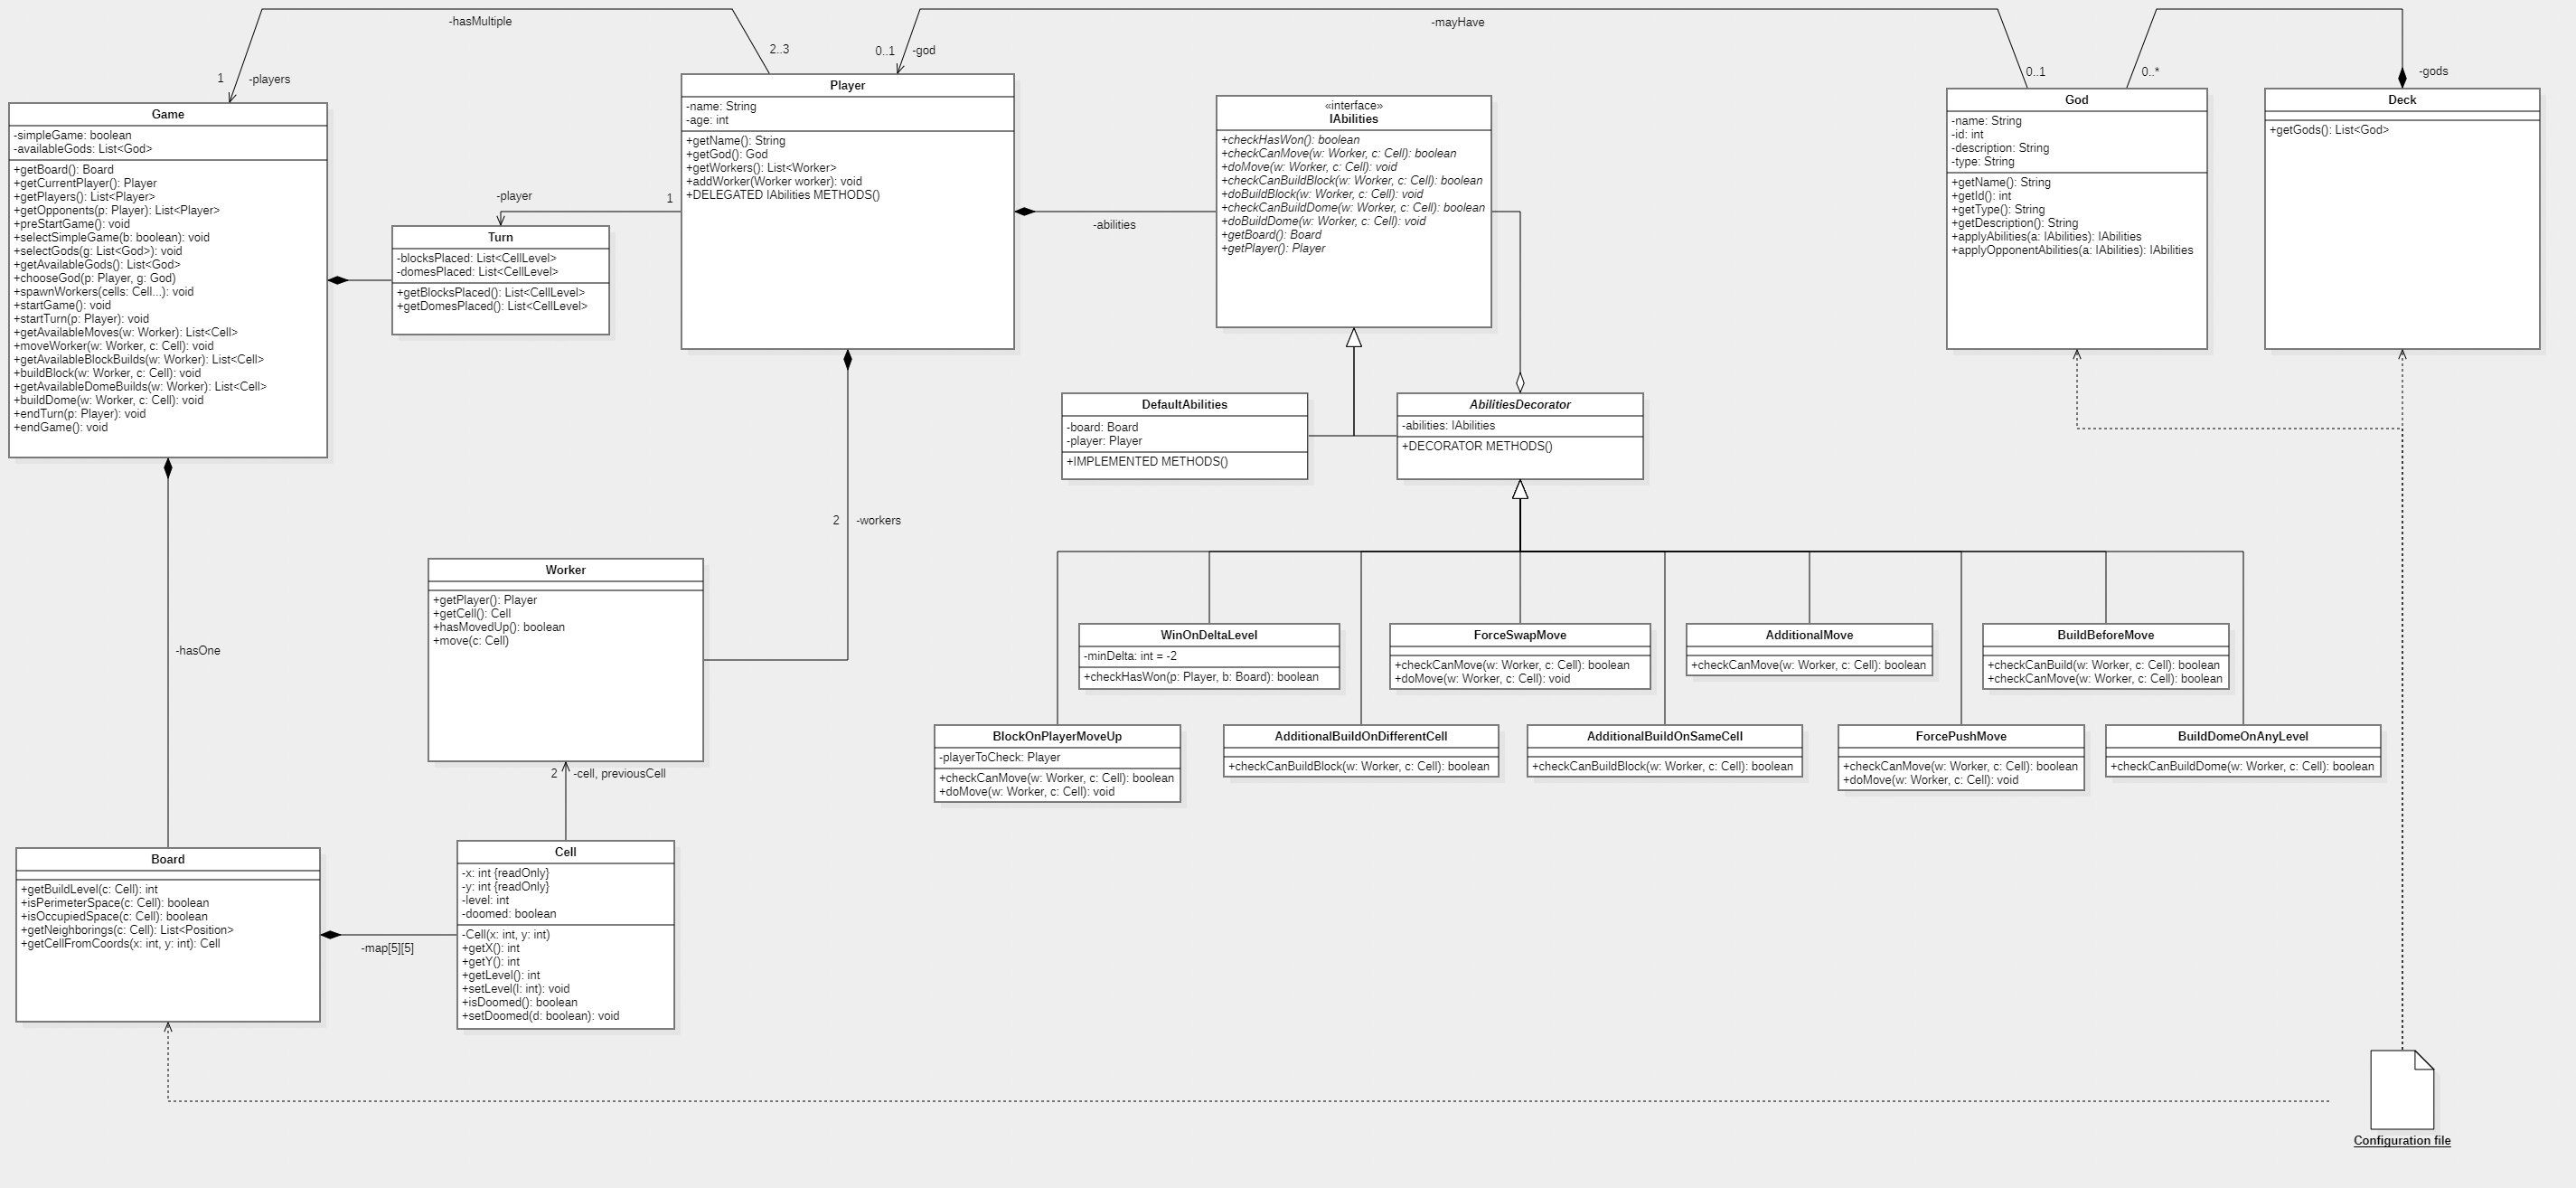 -hasMultiple
2..3
1
-players
-mayHave
0..1
-god
0..1
0..*
-gods
Game
-simpleGame: boolean
-availableGods: List<God>
+getBoard(): Board
+getCurrentPlayer(): Player
+getPlayers(): List<Player>
+getOpponents(p: Player): List<Player>
+preStartGame(): void
+selectSimpleGame(b: boolean): void
+selectGods(g: List<God>): void
+getAvailableGods(): List<God>
+chooseGod(p: Player, g: God)
+spawnWorkers(cells: Cell...): void
+startGame(): void
+startTurn(p: Player): void
+getAvailableMoves(w: Worker): List<Cell>
+moveWorker(w: Worker, c: Cell): void
+getAvailableBlockBuilds(w: Worker): List<Cell>
+buildBlock(w: Worker, c: Cell): void
+getAvailableDomeBuilds(w: Worker): List<Cell>
+buildDome(w: Worker, c: Cell): void
+endTurn(p: Player): void
+endGame(): void
-player
1
Turn
-blocksPlaced: List<CellLevel>
-domesPlaced: List<CellLevel>
+getBlocksPlaced(): List<CellLevel>
+getDomesPlaced(): List<CellLevel>
Player
-name: String
-age: int
+getName(): String
+getGod(): God
+getWorkers(): List<Worker>
+addWorker(Worker worker): void
+DELEGATED IAbilities METHODS()
-abilities
«interface»
IAbilities
+checkHasWon(): boolean
+checkCanMove(w: Worker, c: Cell): boolean
+doMove(w: Worker, c: Cell): void
+checkCanBuildBlock(w: Worker, c: Cell): boolean
+doBuildBlock(w: Worker, c: Cell): void
+checkCanBuildDome(w: Worker, c: Cell): boolean
+doBuildDome(w: Worker, c: Cell): void
+getBoard(): Board
+getPlayer(): Player
God
-name: String
-id: int
-description: String
-type: String
+getName(): String
+getId(): int
+getType(): String
+getDescription(): String
+applyAbilities(a: IAbilities): IAbilities
+applyOpponentAbilities(a: IAbilities): IAbilities
Deck
+getGods(): List<God>
DefaultAbilities
-board: Board
-player: Player
+IMPLEMENTED METHODS()
AbilitiesDecorator
-abilities: IAbilities
+DECORATOR METHODS()
2
-workers
Worker
+getPlayer(): Player
+getCell(): Cell
+hasMovedUp(): boolean
+move(c: Cell)
2
-cell, previousCell
-hasOne
WinOnDeltaLevel
-minDelta: int = -2
+checkHasWon(p: Player, b: Board): boolean
ForceSwapMove
+checkCanMove(w: Worker, c: Cell): boolean
+doMove(w: Worker, c: Cell): void
AdditionalMove
+checkCanMove(w: Worker, c: Cell): boolean
BuildBeforeMove
+checkCanBuild(w: Worker, c: Cell): boolean
+checkCanMove(w: Worker, c: Cell): boolean
BlockOnPlayerMoveUp
-playerToCheck: Player
+checkCanMove(w: Worker, c: Cell): boolean
+doMove(w: Worker, c: Cell): void
AdditionalBuildOnDifferentCell
+checkCanBuildBlock(w: Worker, c: Cell): boolean
AdditionalBuildOnSameCell
+checkCanBuildBlock(w: Worker, c: Cell): boolean
ForcePushMove
+checkCanMove(w: Worker, c: Cell): boolean
+doMove(w: Worker, c: Cell): void
BuildDomeOnAnyLevel
+checkCanBuildDome(w: Worker, c: Cell): boolean
Board
+getBuildLevel(c: Cell): int
+isPerimeterSpace(c: Cell): boolean
+isOccupiedSpace(c: Cell): boolean
+getNeighborings(c: Cell): List<Position>
+getCellFromCoords(x: int, y: int): Cell
-map[5][5]
Cell
-x: int {readOnly}
-y: int {readOnly}
-level: int
-doomed: boolean
-Cell(x: int, y: int)
+getX(): int
+getY(): int
+getLevel(): int
+setLevel(l: int): void
+isDoomed(): boolean
+setDoomed(d: boolean): void
Configuration file